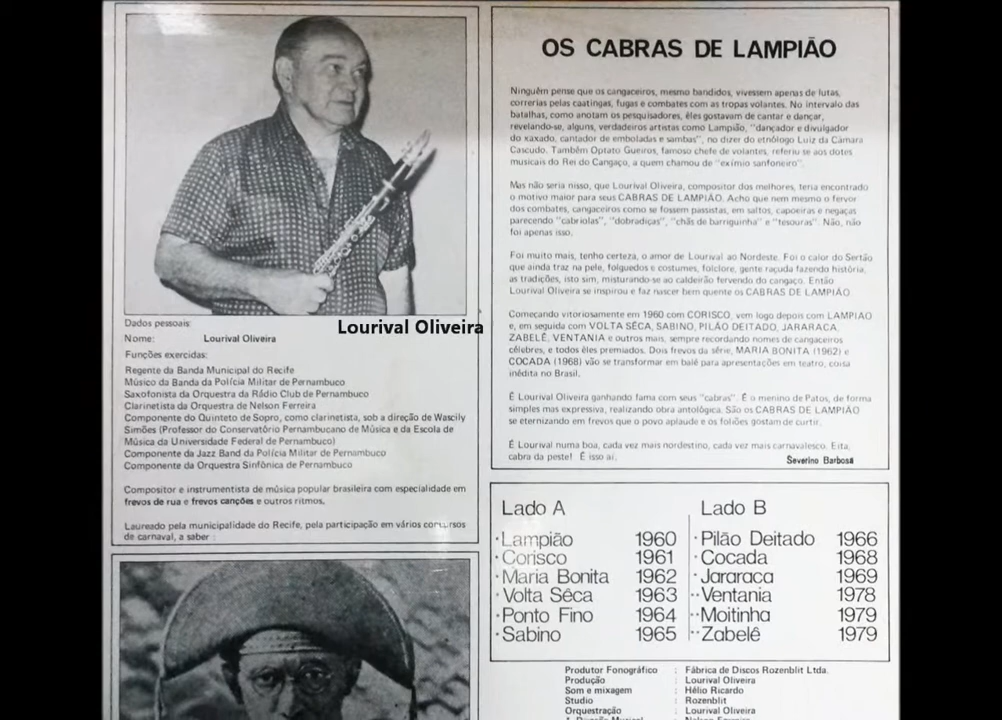 Lourival Oliveira
Dados pessoais:
Nome: Lourival Oliveira
Funções exercidas:
Regente da Banda Municipal do Recife
Músico da Banda da Polícia Militar de Pernambuco
Saxofonista da Orquestra da Rádio Club de Pernambuco
Clarinetista da Orquestra de Nelson Ferreira
Componente do Quinteto de Sopro, como clarinetista, sob a direção de Wascily
Simões (Professor do Conservatório Pernambucano de Música e da Escola de
Música da Universidade Federal de Pernambuco)
Componente da Jazz Band da Polícia Militar de Pernambuco
Componente da Orquestra Sinfônica de Pernambuco
Compositor e instrumentista de música popular brasileira com especialidade em
frevos de rua e frevos canções e outros ritmos.
Laureado pela municipalidade do Recife, pela participação em vários concursos
de carnaval, a saber:
OS CABRAS DE LAMPIÃO
Ninguém pense que os cangaceiros, mesmo bandidos, vivessem apenas de lutas,
correrias pelas caatingas, fugas e combates com as tropas volantes. No intervalo das
batalhas, como anotam os pesquisadores, êles gostavam de cantar e dançar,
revelando-se, alguns, verdadeiros artistas como Lampião, "dançador e divulgador
do xaxado, cantador de emboladas e sambas", no dizer do etnólogo Luiz da Câmara
Cascudo. Também Optato Gueiros, famoso chefe de volantes, referiu se aos dotes
musicais do Rei do Cangaço, a quem chamou de "exímio sanfoneiro".
Mas não seria nisso, que Lourival Oliveira, compositor dos melhores, teria encontrado
o motivo maior para seus CABRAS DE LAMPIÃO. Acho que nem mesmo o fervor
dos combates, cangaceiros como se fossem passistas, em saltos, capoeiras e negaças
parecendo "cabriolas", "dobradiças", "chãs de barriguinha" e "tesouras". Não, não
foi apenas isso.
Foi muito mais, tenho certeza, o amor de Lourival ao Nordeste. Foi o calor do Sertão
que ainda traz na pele, folguedos e costumes, folclore, gente raçuda fazendo história,
as tradições, isto sim, misturando-se ao caldeirão fervendo do cangaço. Então
Lourival Oliveira se inspirou e faz nascer bem quente os CABRAS DE LAMPIÃO
Começando vitoriosamente em 1960 com CORISCO, vem logo depois com LAMPIÃO
e, em seguida com VOLTA SÊCA, SABINO, PILÃO DEITADO, JARARACA
ZABELÊ, VENTANIA e outros mais, sempre recordando nomes de cangaceiros
célebres, e todos êles premiados. Dois frevos da série, MARIA BONITA (1962) e
COCADA (1968) vão se transformar em balé para apresentações em teatro, coisa
inédita no Brasil.
É Lourival Oliveira ganhando fama com seus "cabras". É o menino de Patos, de forma
simples mas expressiva, realizando obra antológica. São os CABRAS DE LAMPIÃO
se eternizando em frevos que o povo aplaude e os foliões gostam de curtir.
É Lourival numa boa, cada vez mais nordestino, cada vez mais carnavalesco. Eita,
cabra da peste! É isso aí.
Severino Barbosa
Lado A
·Lampião 1960
·Corisco 1961
·Maria Bonita 1962
·Volta Sêca 1963
·Ponto Fino 1964
·Sabino 1965
Lado B
·Pilão Deitado 1966
·Cocada 1968
·Jararaca 1969
··Ventania 1978
··Moitinha 1979
··Zabelê 1979
Produtor Fonográfico : Fábrica de Discos Rozenblit Ltda.
Produção : Lourival Oliveira
Som e mixagem : Hélio Ricardo
Studio : Rozenblit
Orquestração : Lourival Oliveira